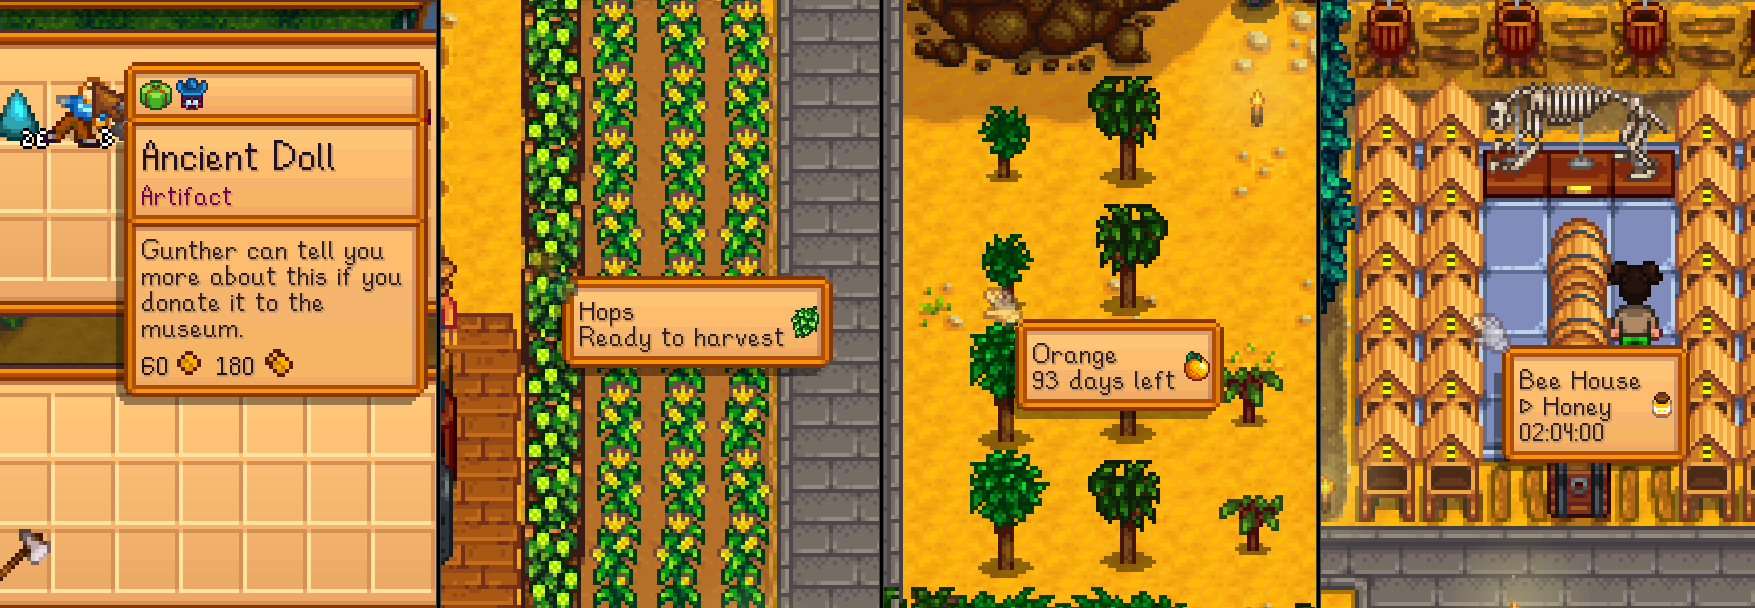 Ancient Doll
Artifact
Gunther can tell you
more about this if you
donate it to the
museum.
60 180
Hops
Ready to harvest
Orange
93 days left
Bee House
Honey
02:04:00